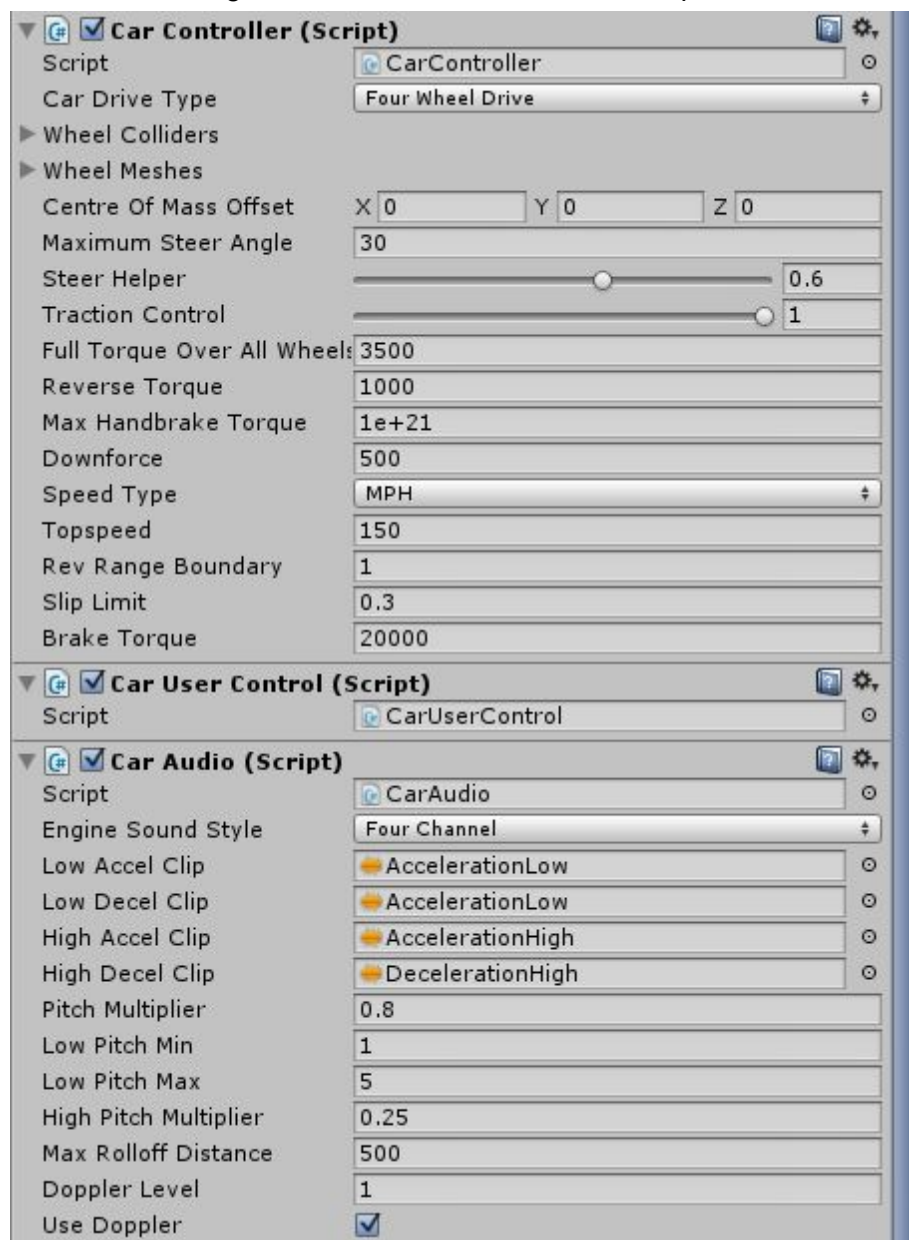 Car Controller (Script)
Script CarController
Car Drive Type Four Wheel Drive
Wheel Colliders
Wheel Meshes
Centre Of Mass Offset X 0 Y 0 Z 0
Maximum Steer Angle 30
Steer Helper 0.6
Traction Control 1
Full Torque Over All Wheels 3500
Reverse Torque 1000
Max Handbrake Torque 1e+21
Downforce 500
Speed Type MPH
Topspeed 150
Rev Range Boundary 1
Slip Limit 0.3
Brake Torque 20000
Car User Control (Script)
Script CarUserControl
Car Audio (Script)
Script CarAudio
Engine Sound Style Four Channel
Low Accel Clip AccelerationLow
Low Decel Clip AccelerationLow
High Accel Clip AccelerationHigh
High Decel Clip DecelerationHigh
Pitch Multiplier 0.8
Low Pitch Min 1
Low Pitch Max 5
High Pitch Multiplier 0.25
Max Rolloff Distance 500
Doppler Level 1
Use Doppler